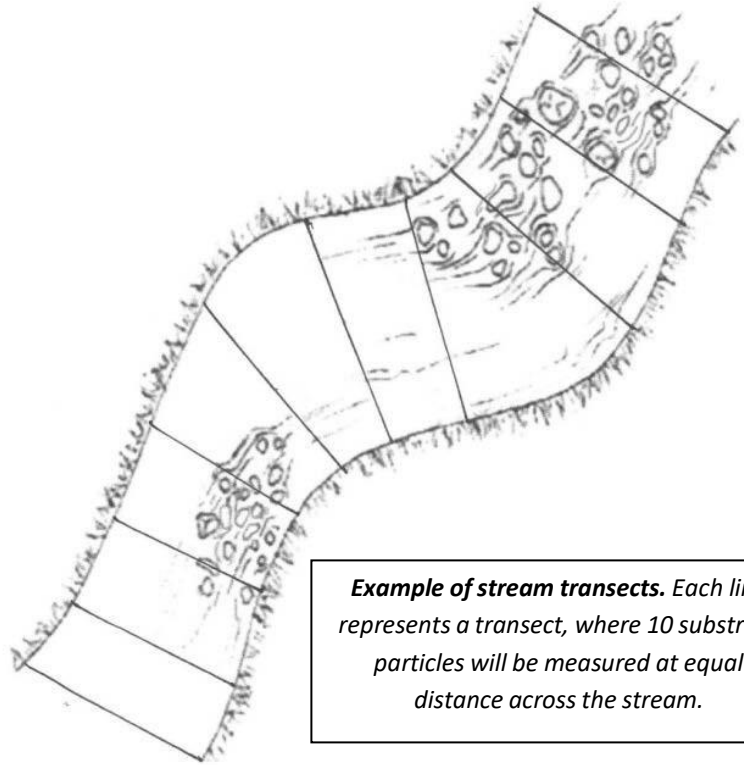 Example of stream transects. Each
represents a transect, where 10
particles will be measured at equal
distance across the stream.